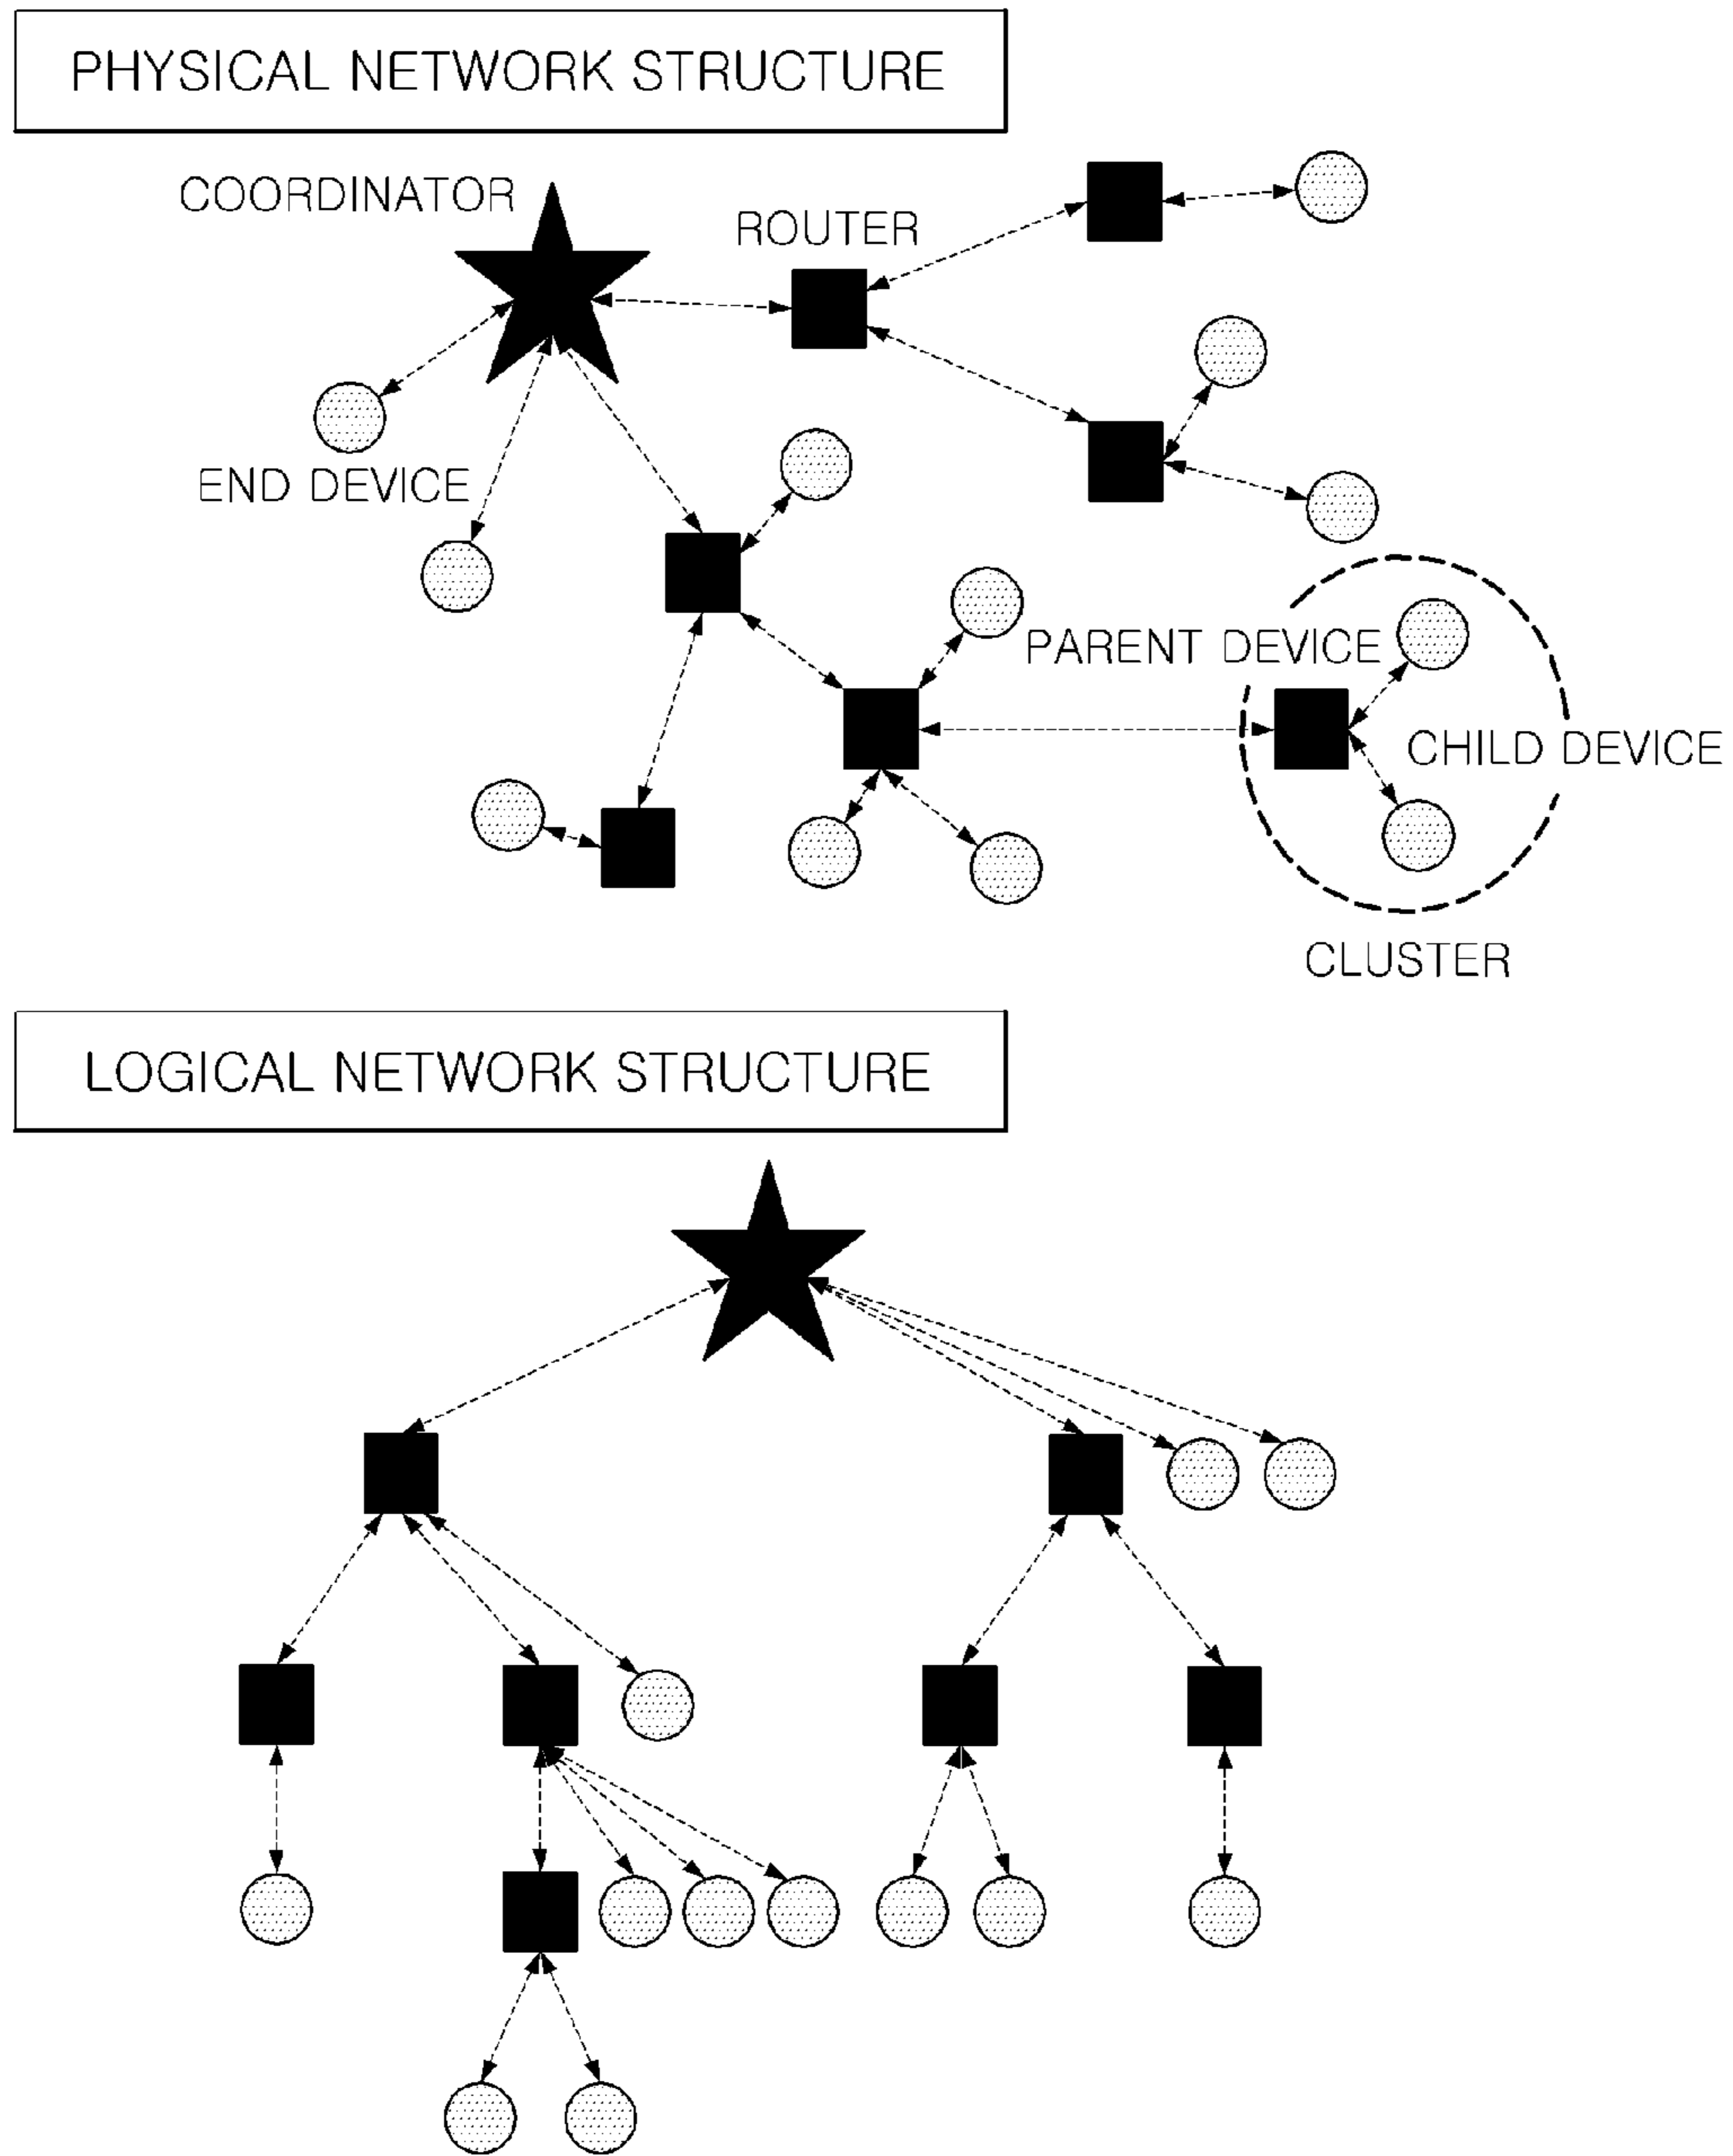 PHYSICAL NETWORK STRUCTURE
COORDINATOR
ROUTER
END DEVICE
PARENT DEVICE
CHILD DEVICE
CLUSTER
LOGICAL NETWORK STRUCTURE